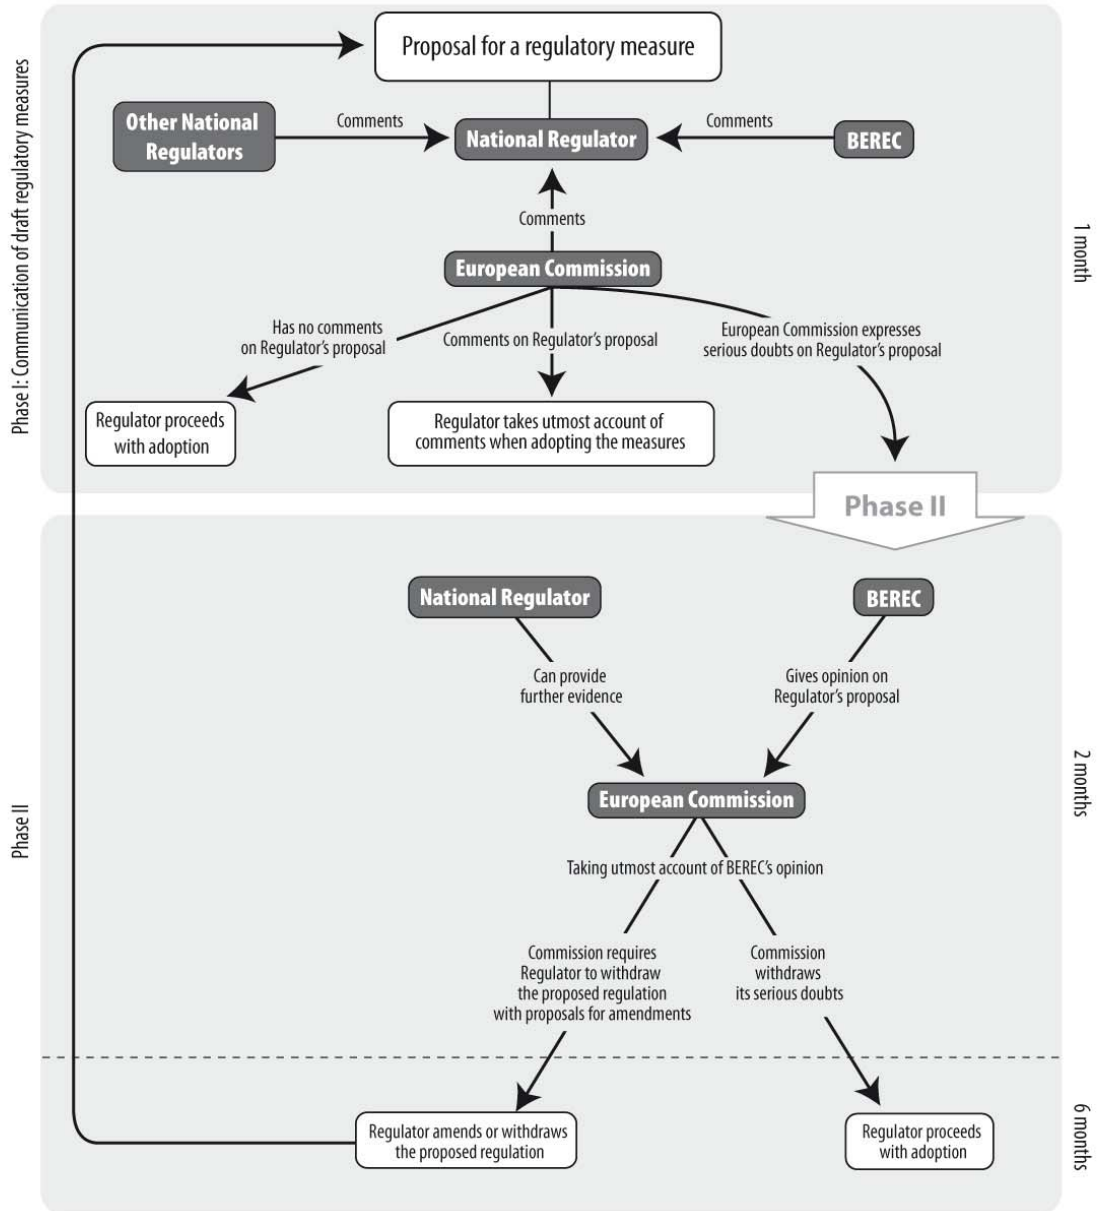 Phase I: Communication of draft regulatory measures
Proposal for a regulatory measure
Other National
Regulators
Comments
National Regulator
Comments
BEREC
Comments
European Commission
1 month
Has no comments
on Regulator's proposal
Comments on Regulator's proposal
European Commission expresses
serious doubts on Regulator's proposal
Regulator proceeds
with adoption
Regulator takes utmost account of
comments when adopting the measures
Phase II
Phase II
National Regulator
BEREC
Can provide
further evidence
Gives opinion on
Regulator's proposal
2 months
European Commission
Taking utmost account of BEREC's opinion
Commission requires
Regulator to withdraw
the proposed regulation
with proposals for amendments
Commission
withdraws
its serious doubts
6 months
Regulator amends or withdraws
the proposed regulation
Regulator proceeds
with adoption